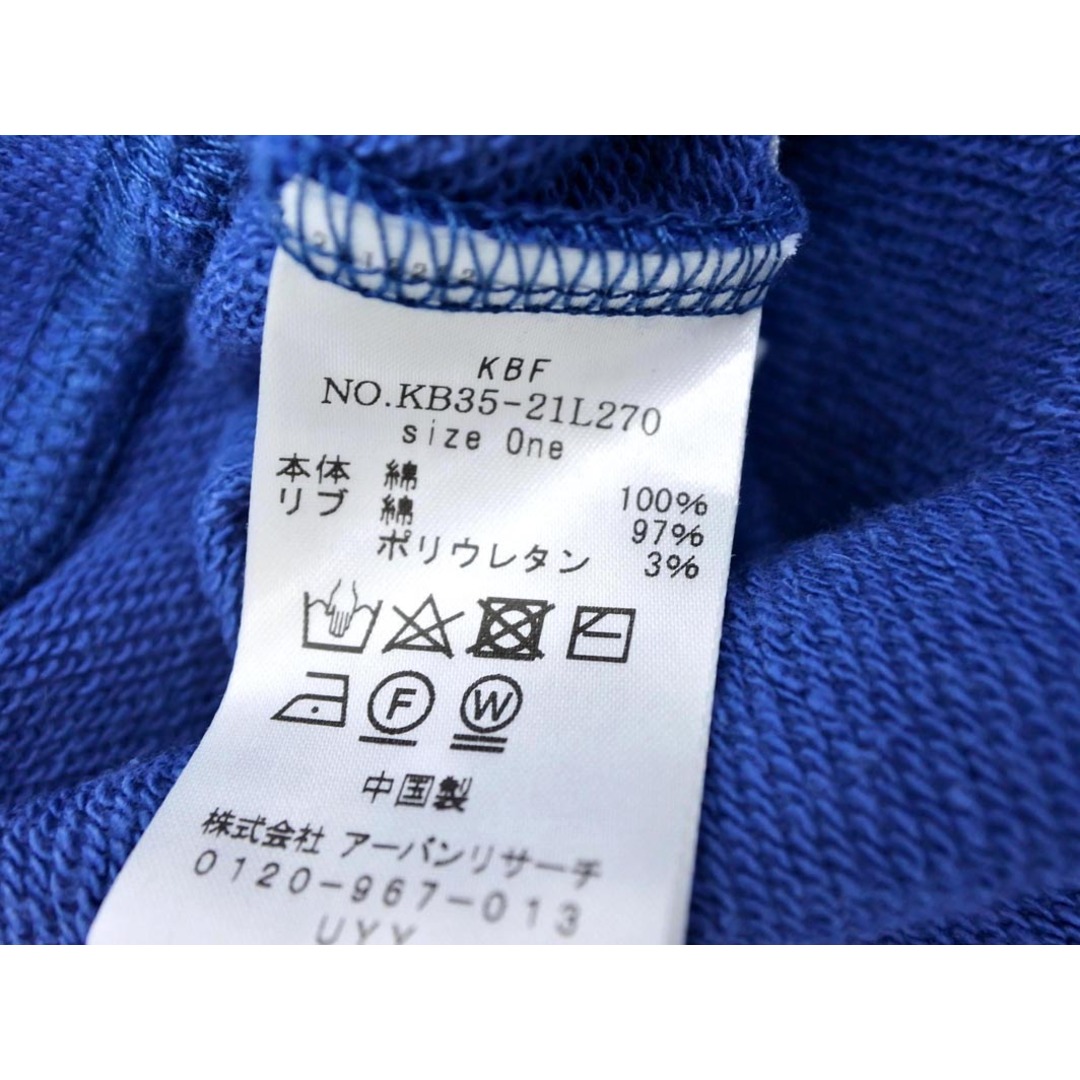 KBF
NO.KB35-21L270
size One
本体 綿 100%
リブ 綿 97%
ポリウレタン 3%
F W
中国製
株式会社 アーバンリサーチ
0120-967-013
UYY